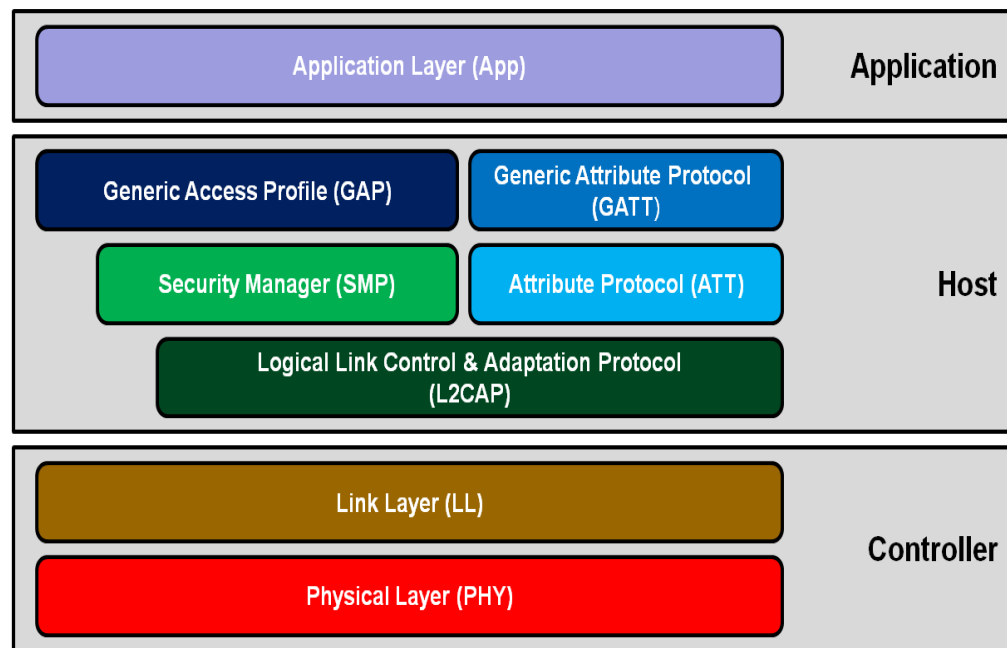 Application Layer (App)
Application
Generic Access Profile (GAP)
Generic Attribute Protocol
(GATT)
Security Manager (SMP)
Attribute Protocol (ATT)
Host
Logical Link Control & Adaptation Protocol
(L2CAP)
Link Layer (LL)
Controller
Physical Layer (PHY)